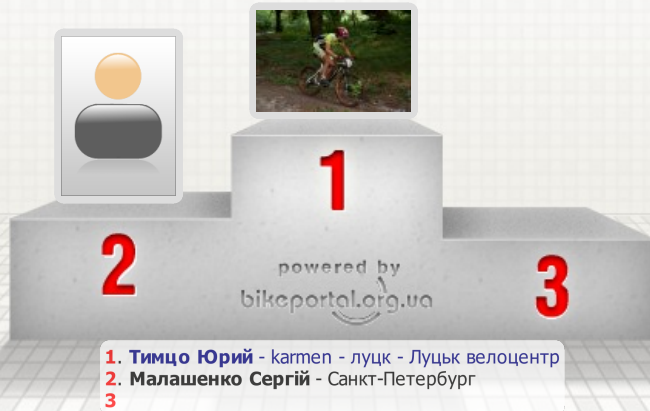 1
2
3
powered by
bikeportal.org.ua
1. Тимцо Юрий - karmen - луцк - Луцьк велоцентр
2. Малашенко Сергій - Санкт-Петербург
3